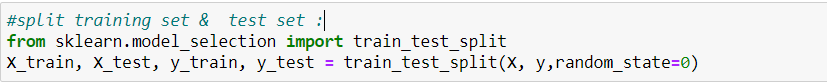 #split training set &  test set :
from sklearn.model_selection import train_test_split
X_train, X_test, y_train, y_test = train_test_split(X, y,random_state=0)